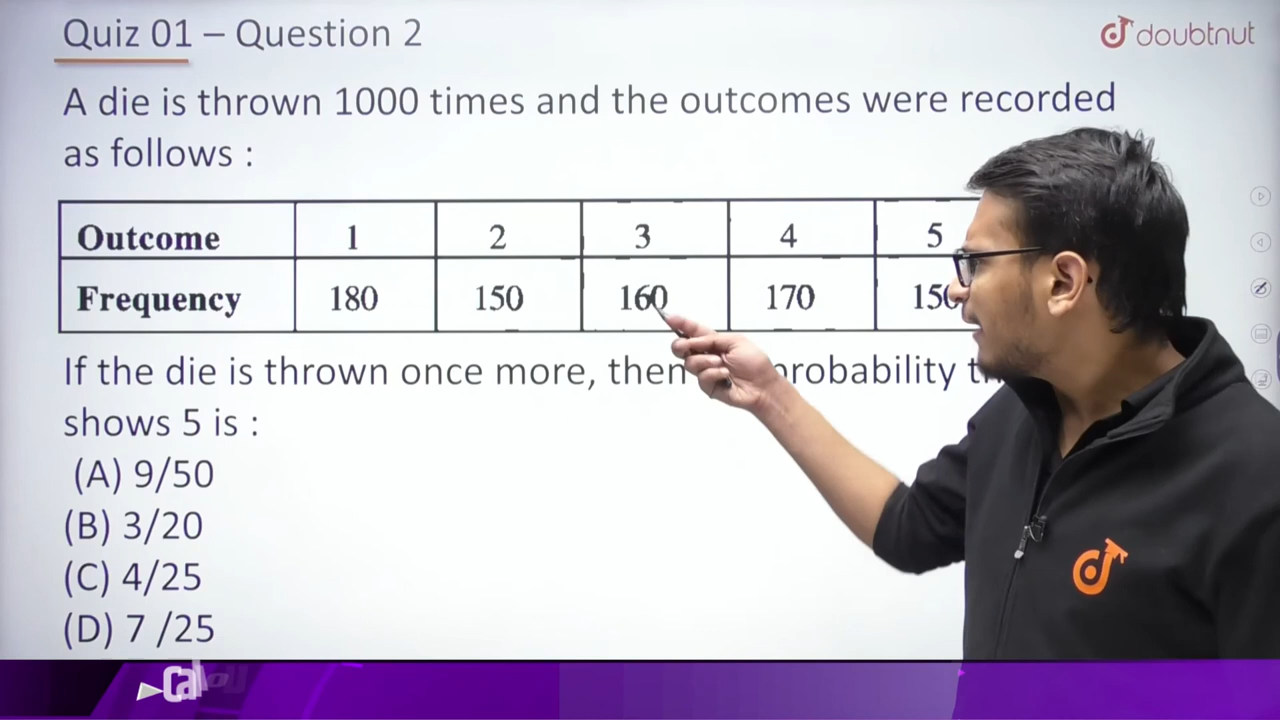 Quiz 01 – Question 2
doubtnut
A die is thrown 1000 times and the outcomes were recorded
as follows :
Outcome 1 2 3 4 5
Frequency 180 150 160 170
If the die is thrown once more, then probability
shows 5 is :
(A) 9/50
(B) 3/20
(C) 4/25
(D) 7 /25